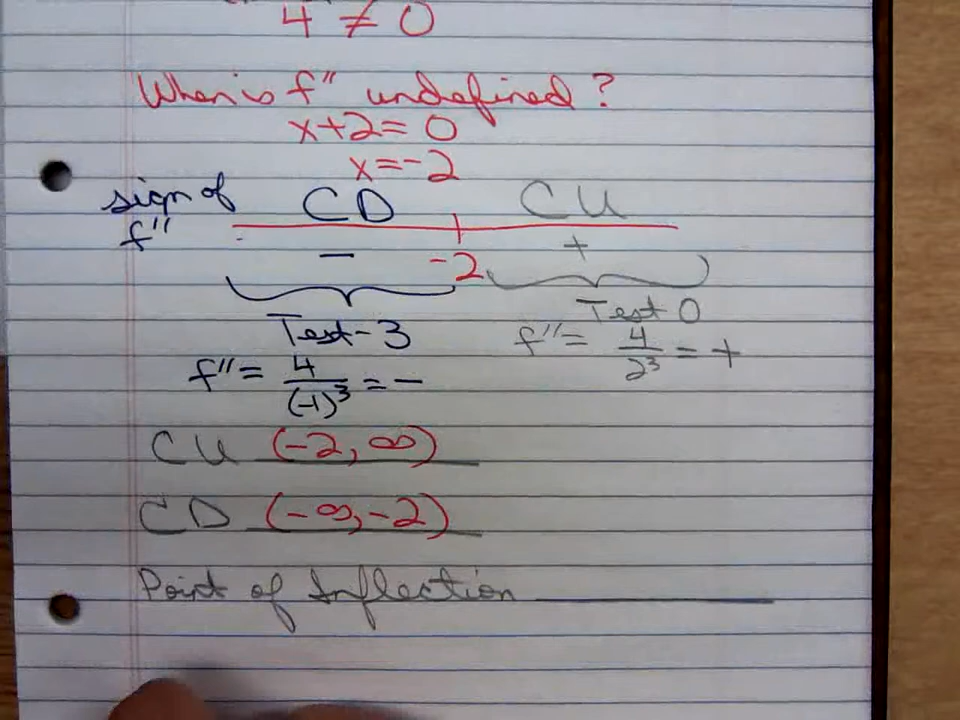 4 ≠ 0
When is f'' undefined?
x+2 = 0
x = -2
sign of f''
CD CU
- -2 +
Test -3 Test 0
f'' = 4/(-1)³ = - f'' = 4/2³ = +
CU (-2, ∞)
CD (-∞, -2)
Point of Inflection